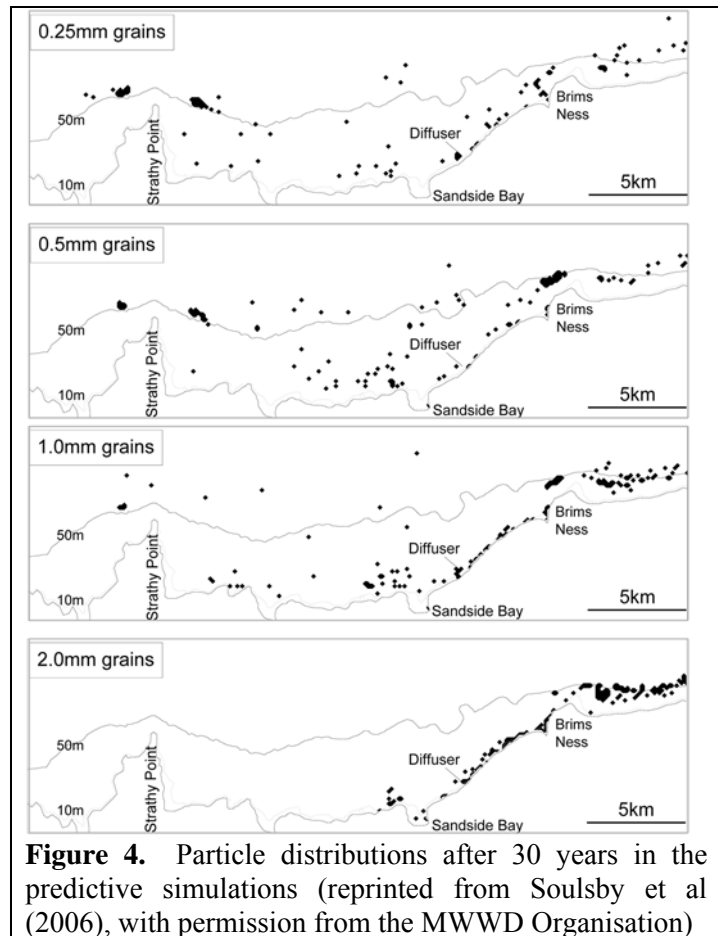 0.25mm grains
50m
10m
Strathy Point
Diffuser
Brims
Ness
Sandside Bay
5km
0.5mm grains
50m
10m
Strathy Point
Diffuser
Brims
Ness
Sandside Bay
5km
1.0mm grains
50m
10m
Strathy Point
Diffuser
Brims
Ness
Sandside Bay
5km
2.0mm grains
50m
10m
Strathy Point
Diffuser
Brims
Ness
Sandside Bay
5km
Figure 4. Particle distributions after 30 years in the
predictive simulations (reprinted from Soulsby et al
(2006), with permission from the MWWD Organisation)